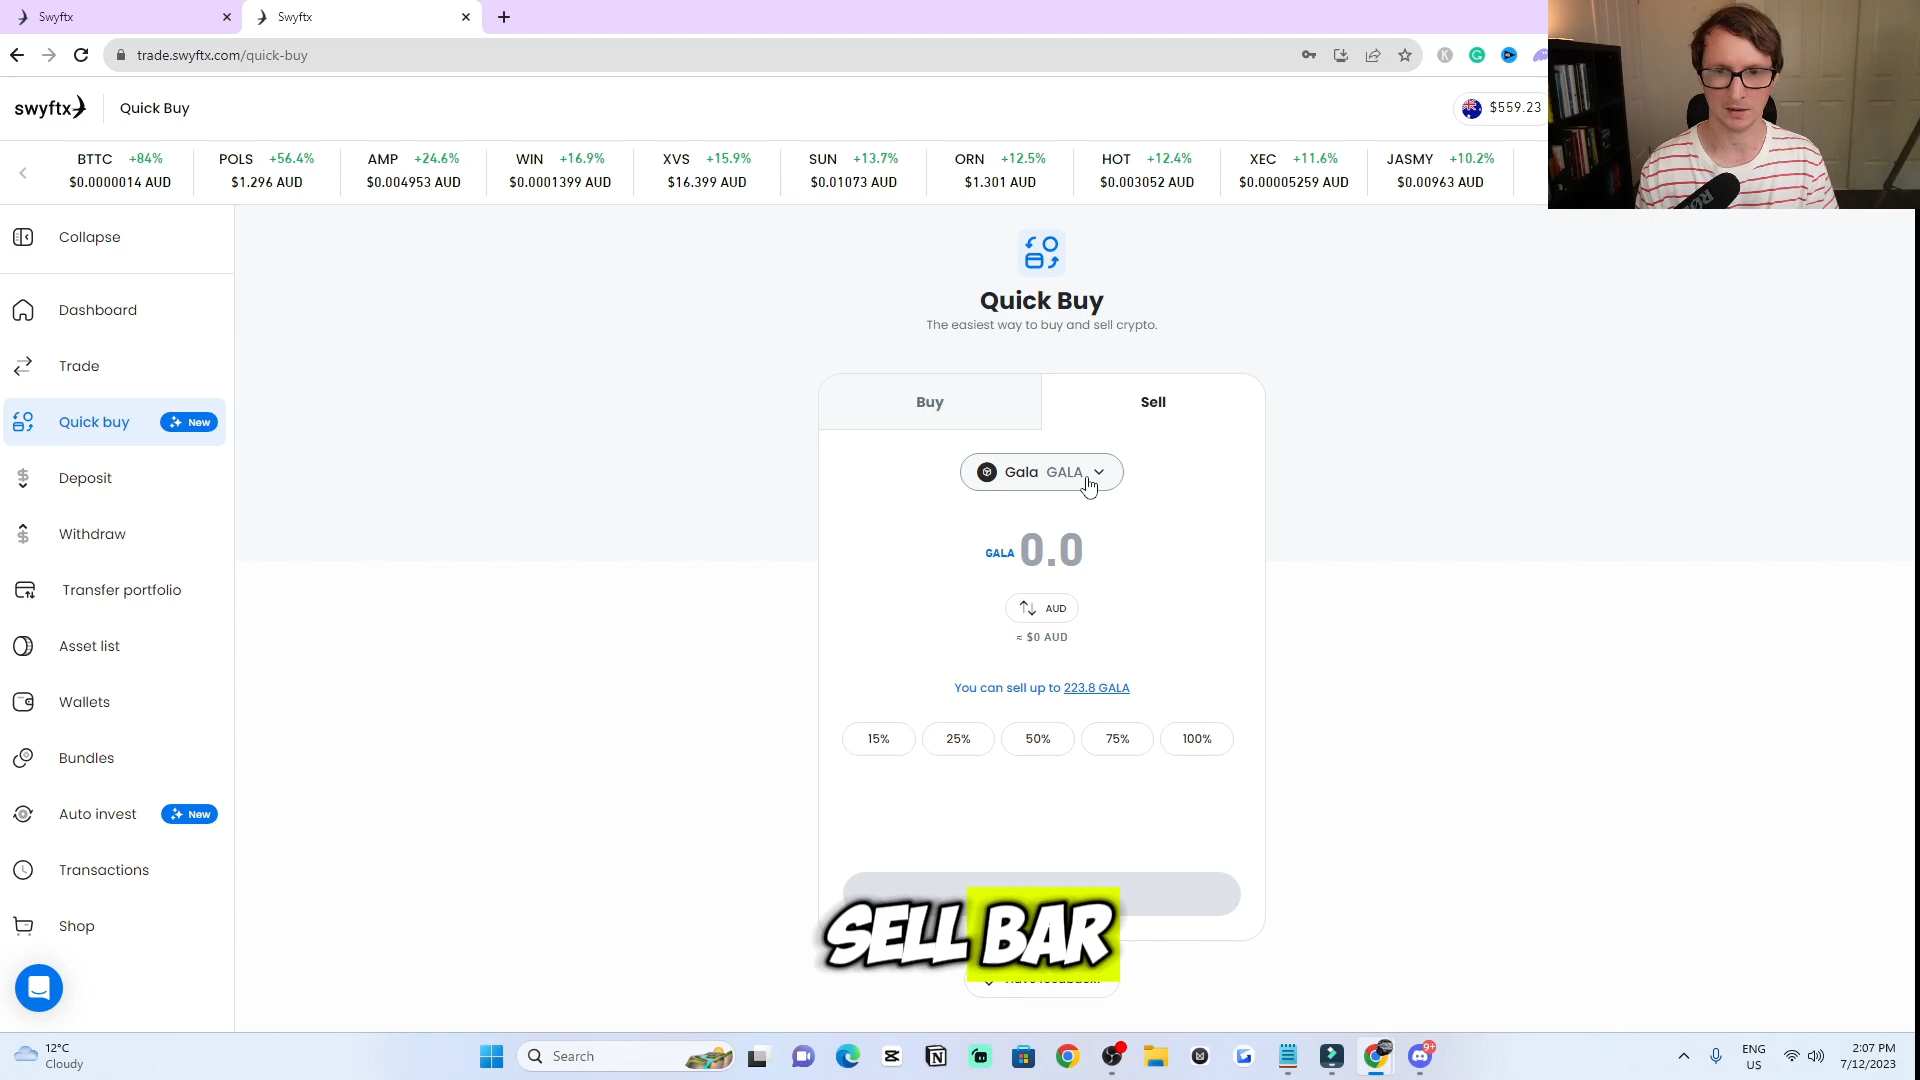 Swyftx
Swyftx
trade.swyftx.com/quick-buy
swyftx
Quick Buy
$559.23
BTTC +84%
$0.0000014 AUD
POLS +56.4%
$1.296 AUD
AMP +24.6%
$0.004953 AUD
WIN +16.9%
$0.0001399 AUD
XVS +15.9%
$16.399 AUD
SUN +13.7%
$0.01073 AUD
ORN +12.5%
$1.301 AUD
HOT +12.4%
$0.003052 AUD
XEC +11.6%
$0.00005259 AUD
JASMY +10.2%
$0.00963 AUD
Collapse
Dashboard
Trade
Quick buy New
Deposit
Withdraw
Transfer portfolio
Asset list
Wallets
Bundles
Auto invest New
Transactions
Shop
Quick Buy
The easiest way to buy and sell crypto.
Buy
Sell
Gala GALA
GALA 0.0
AUD
≈ $0 AUD
You can sell up to 223.8 GALA
15%
25%
50%
75%
100%
SELL BAR
12°C
Cloudy
Search
9+
ENG
US
2:07 PM
7/12/2023